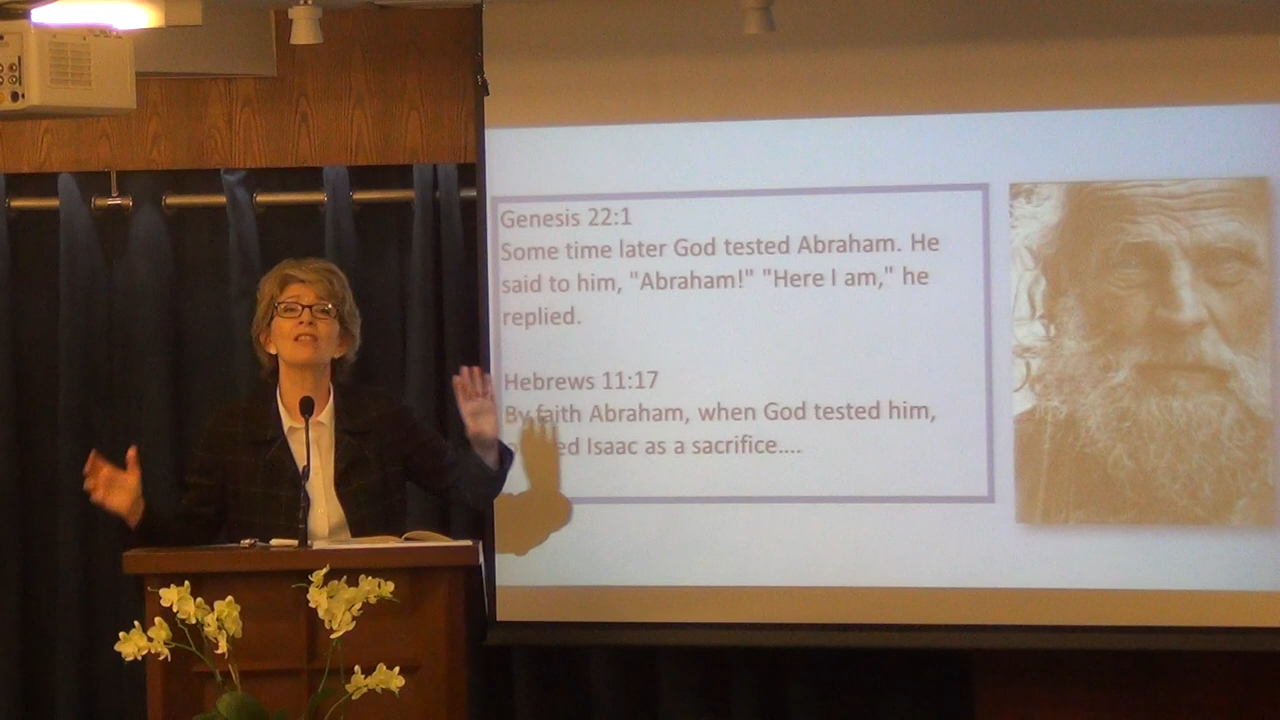 Genesis 22:1
Some time later God tested Abraham. He
said to him, "Abraham!" "Here I am," he
replied.
Hebrews 11:17
By faith Abraham, when God tested him,
Isaac as a sacrifice....